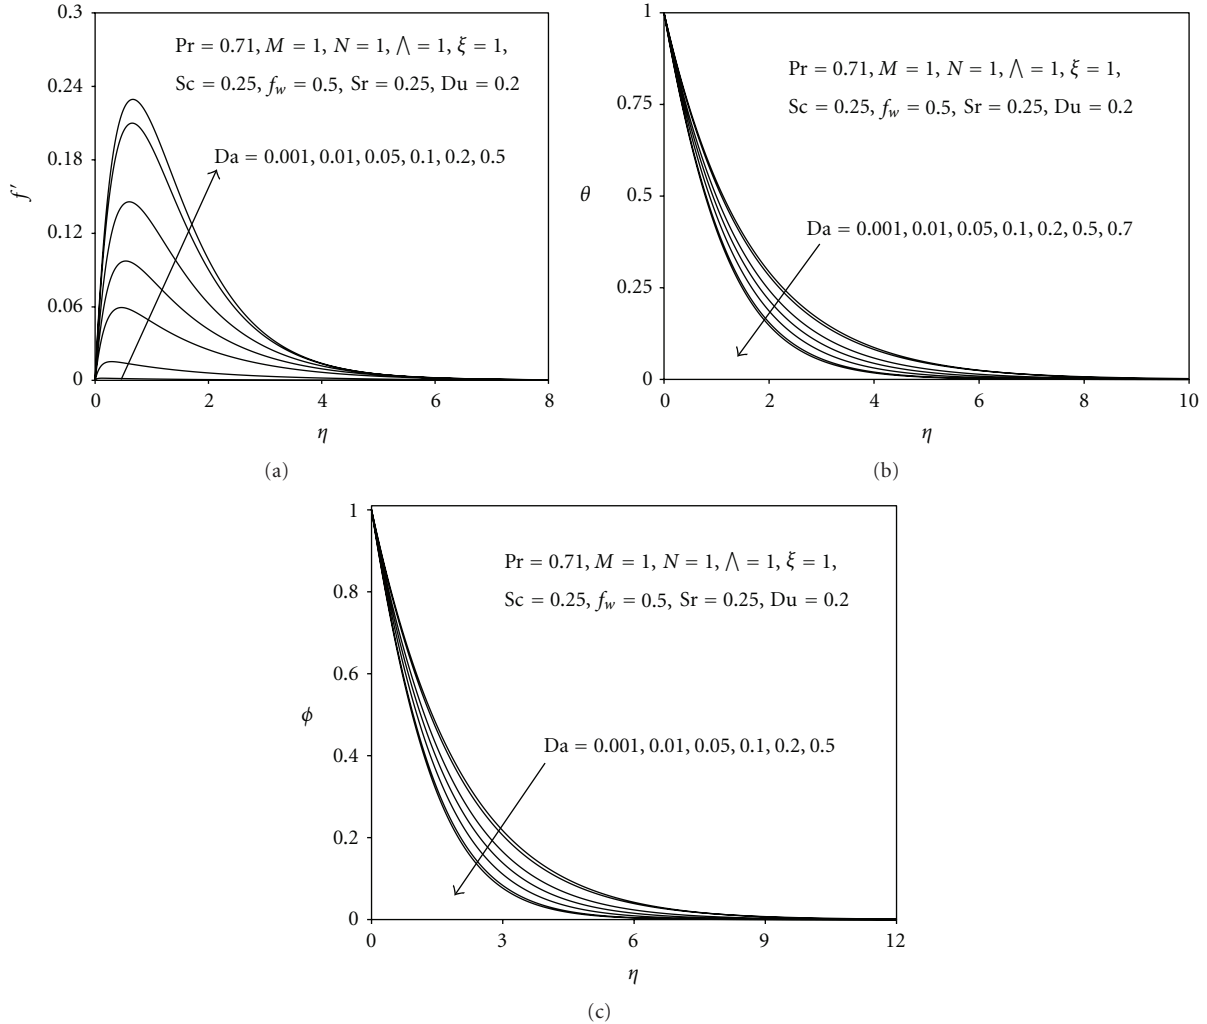 0.3
0.24
0.18
0.12
0.06
0
f′
Pr = 0.71, M = 1, N = 1, ⋀ = 1, ξ = 1,
Sc = 0.25, f_w = 0.5, Sr = 0.25, Du = 0.2
Da = 0.001, 0.01, 0.05, 0.1, 0.2, 0.5
0 2 4 6 8
η
(a)
1
0.75
0.5
0.25
0
θ
Pr = 0.71, M = 1, N = 1, ⋀ = 1, ξ = 1,
Sc = 0.25, f_w = 0.5, Sr = 0.25, Du = 0.2
Da = 0.001, 0.01, 0.05, 0.1, 0.2, 0.5, 0.7
0 2 4 6 8 10
η
(b)
1
0.8
0.6
0.4
0.2
0
ϕ
Pr = 0.71, M = 1, N = 1, ⋀ = 1, ξ = 1,
Sc = 0.25, f_w = 0.5, Sr = 0.25, Du = 0.2
Da = 0.001, 0.01, 0.05, 0.1, 0.2, 0.5
0 3 6 9 12
η
(c)